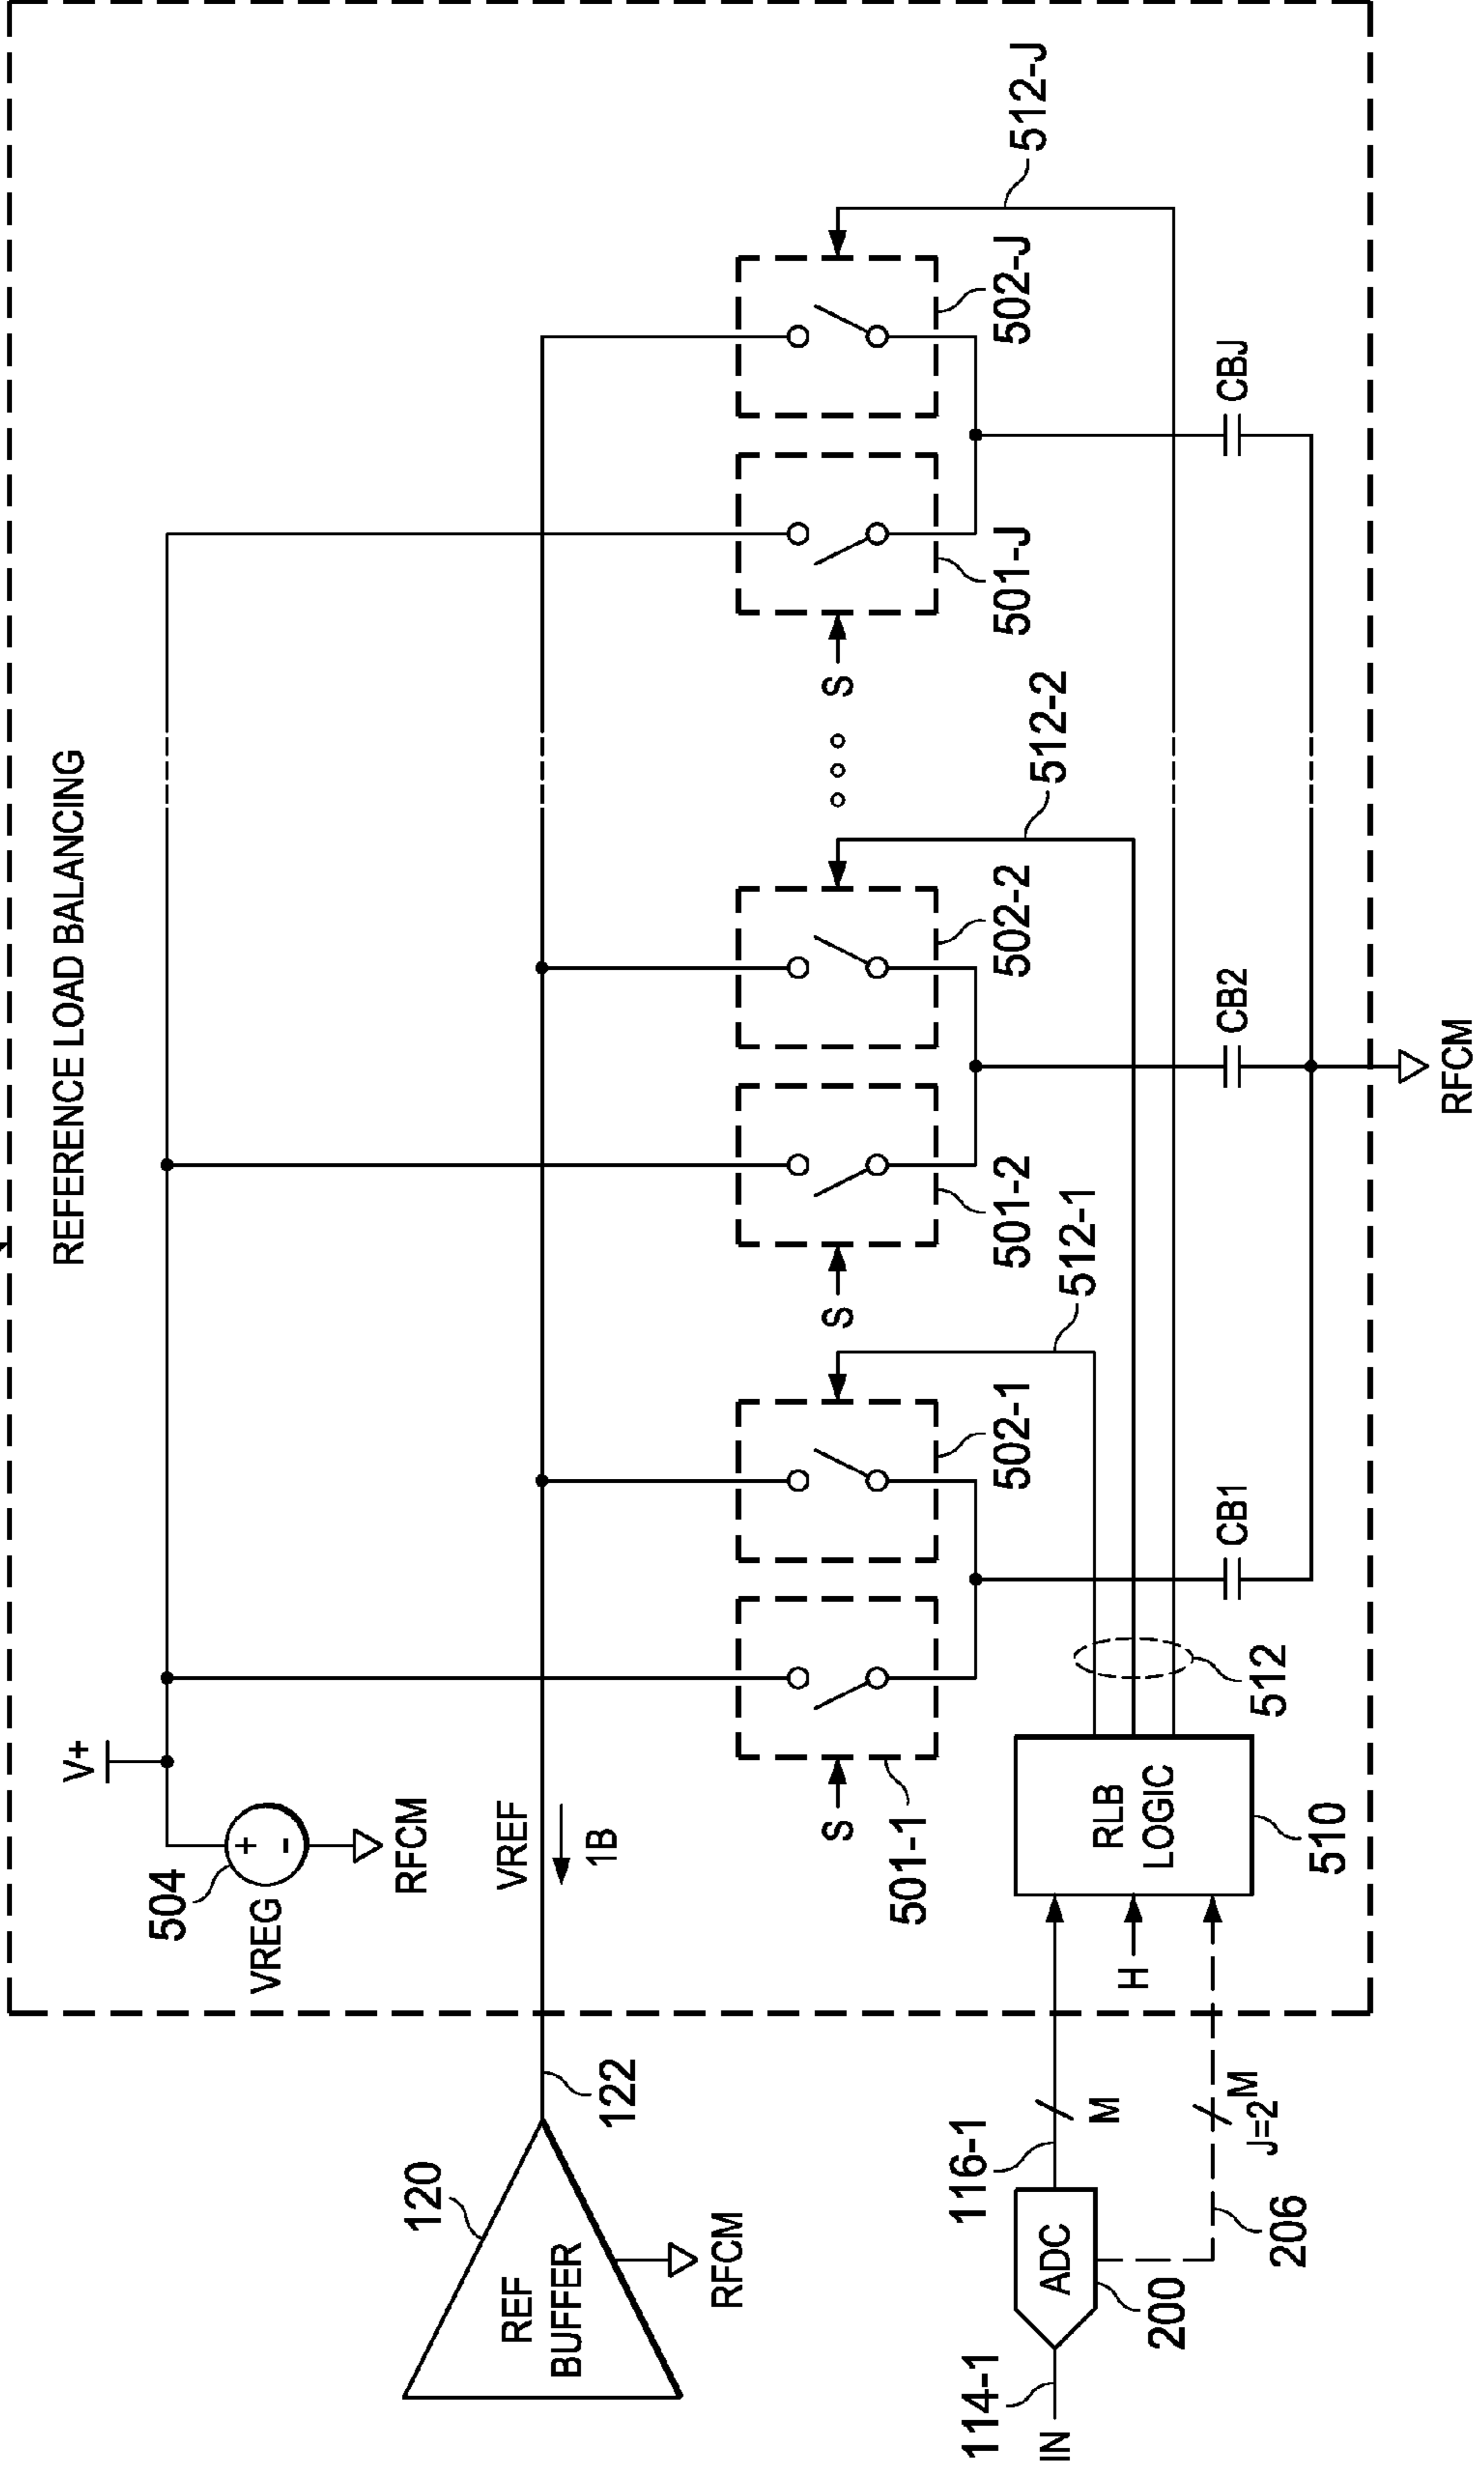 REFERENCE LOAD BALANCING
V+
504
VREG
RFCM
120
REF
BUFFER
RFCM
122
VREF
1B
S
501-1
502-1
512-1
S
501-2
502-2
512-2
S
501-J
502-J
512-J
114-1
IN
ADC
200
116-1
M
H
206
J=2
M
RLB
LOGIC
510
512
CB1
CB2
CBJ
RFCM